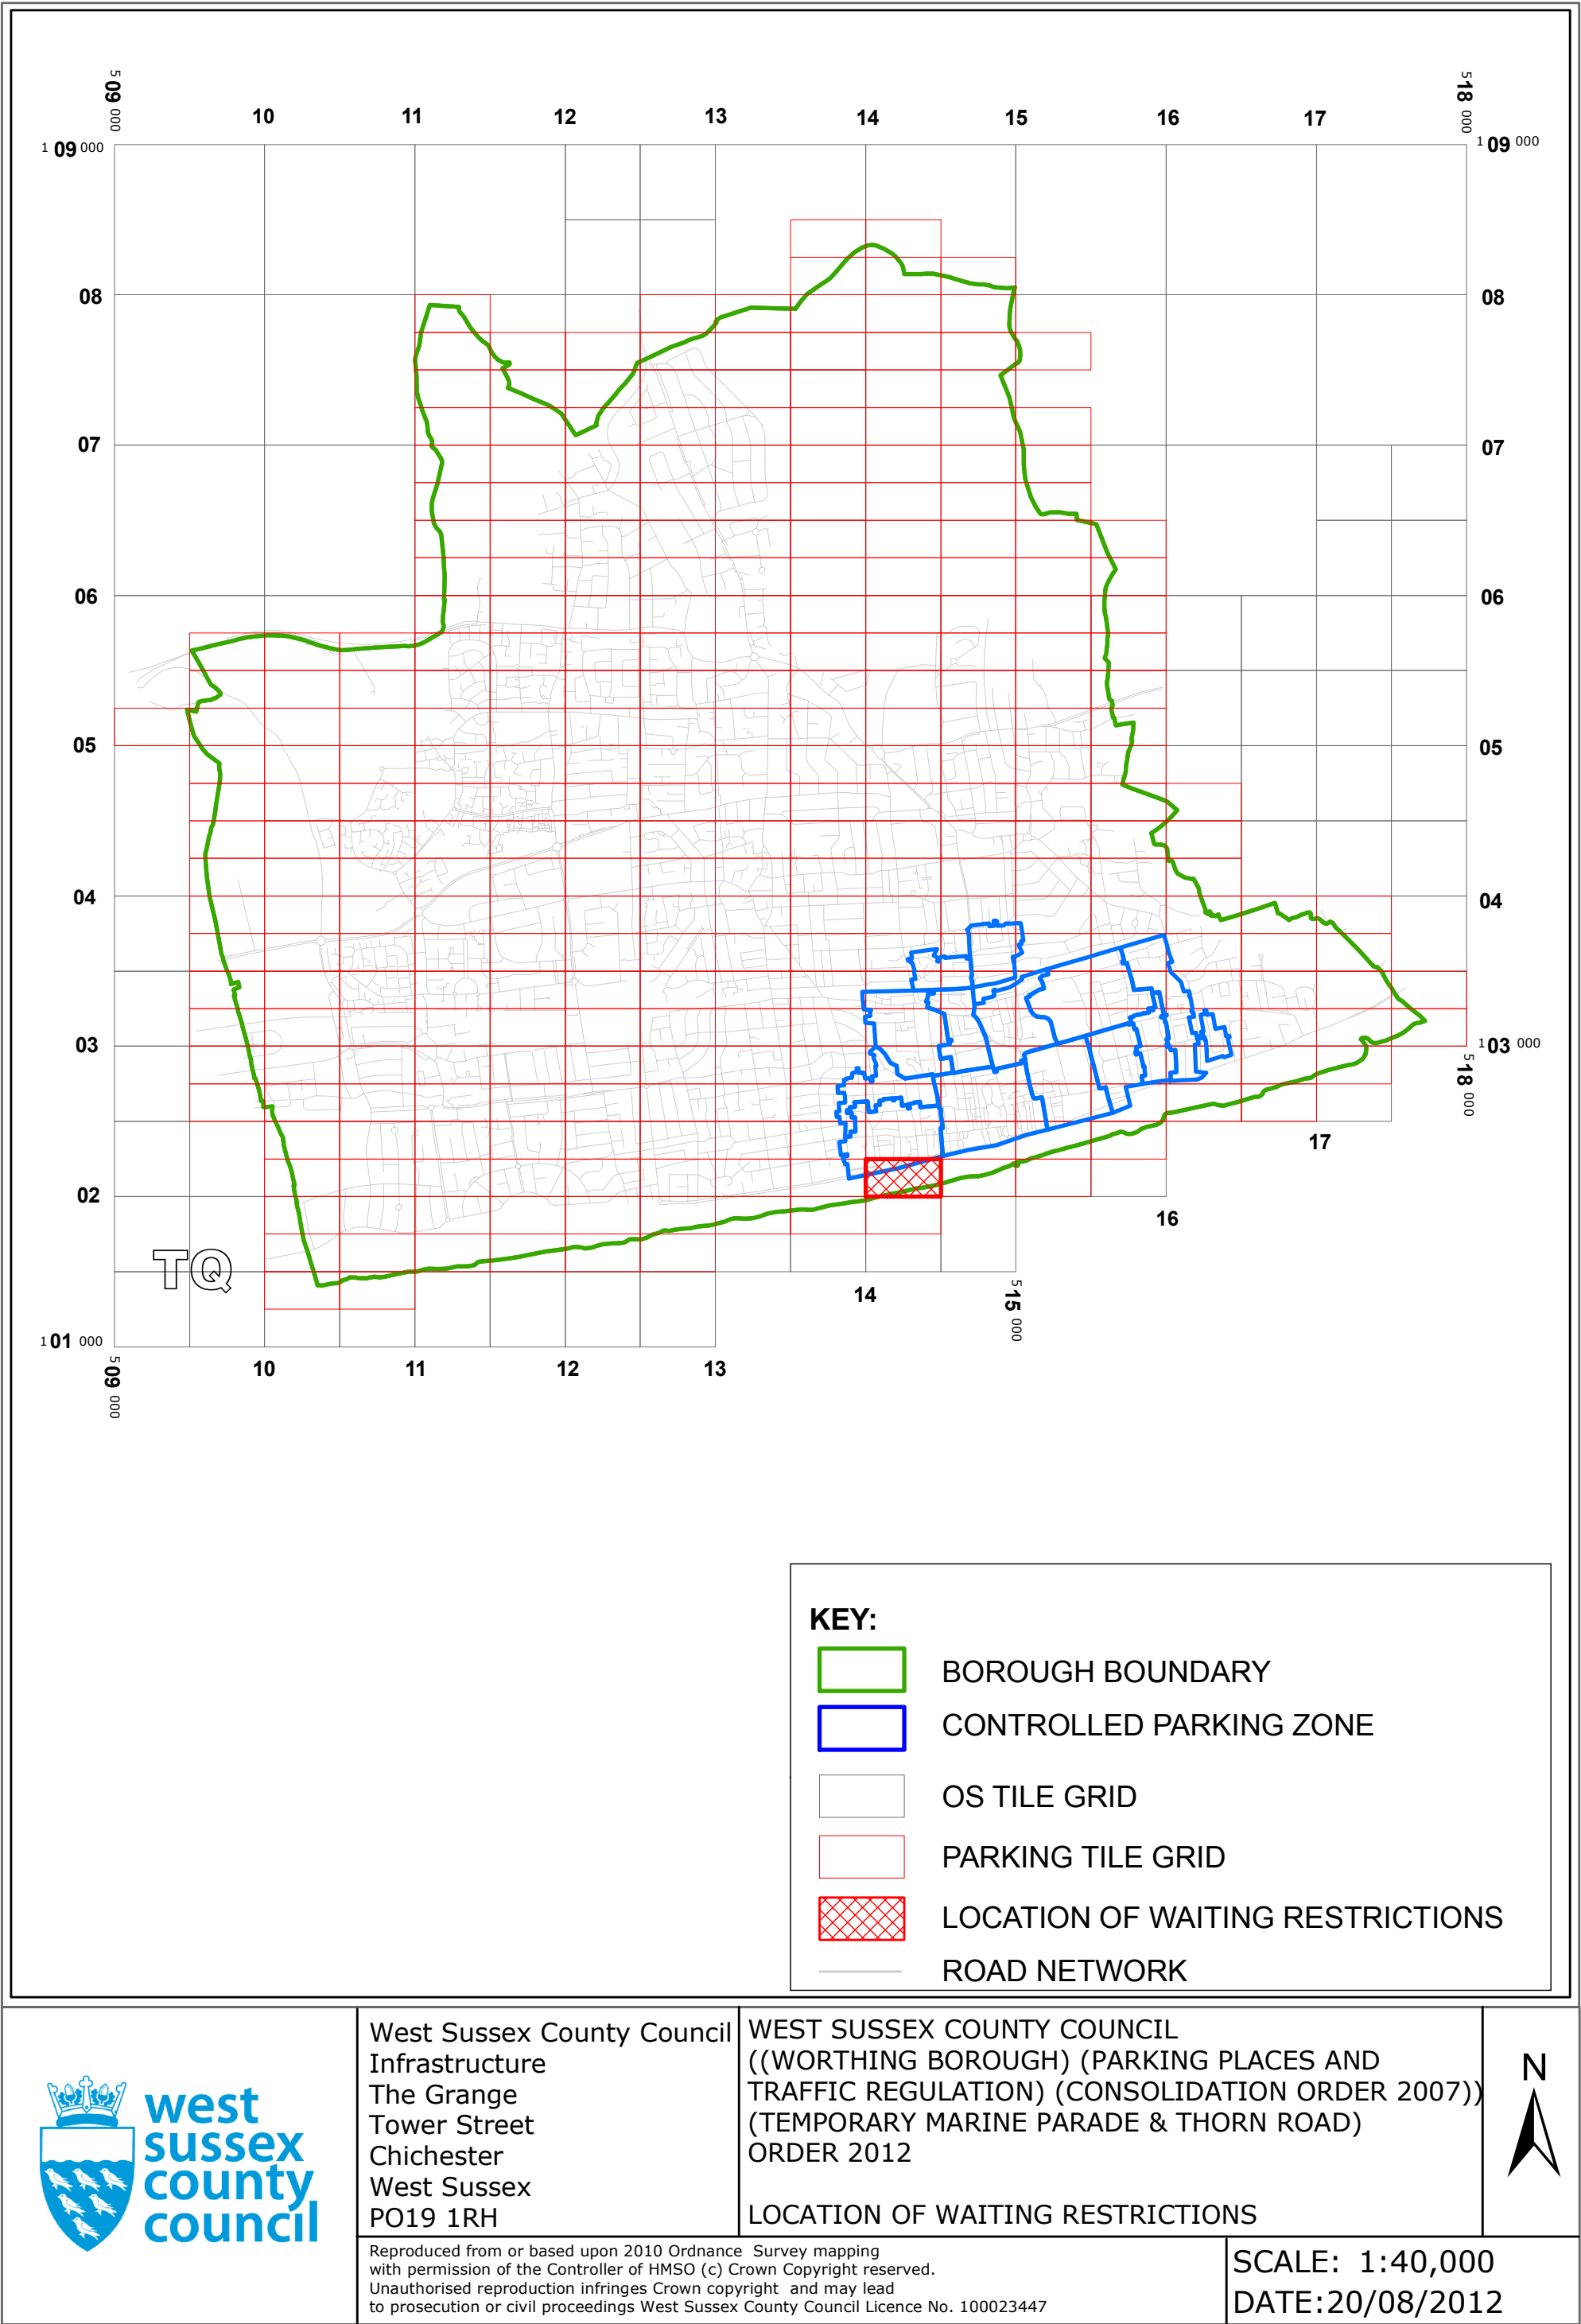 5 09 000
10
11
12
13
14
15
16
17
5 18 000
1 09 000
1 09 000
08
08
07
07
06
06
05
05
04
04
03
1 03 000
5 18 000
02
17
16
TQ
14
5 15 000
1 01 000
5 09 000
10
11
12
13
KEY:
BOROUGH BOUNDARY
CONTROLLED PARKING ZONE
OS TILE GRID
PARKING TILE GRID
LOCATION OF WAITING RESTRICTIONS
ROAD NETWORK
west
sussex
county
council
West Sussex County Council
Infrastructure
The Grange
Tower Street
Chichester
West Sussex
PO19 1RH
WEST SUSSEX COUNTY COUNCIL
((WORTHING BOROUGH) (PARKING PLACES AND
TRAFFIC REGULATION) (CONSOLIDATION ORDER 2007))
(TEMPORARY MARINE PARADE & THORN ROAD)
ORDER 2012
LOCATION OF WAITING RESTRICTIONS
N
Reproduced from or based upon 2010 Ordnance Survey mapping
with permission of the Controller of HMSO (c) Crown Copyright reserved.
Unauthorised reproduction infringes Crown copyright and may lead
to prosecution or civil proceedings West Sussex County Council Licence No. 100023447
SCALE: 1:40,000
DATE:20/08/2012